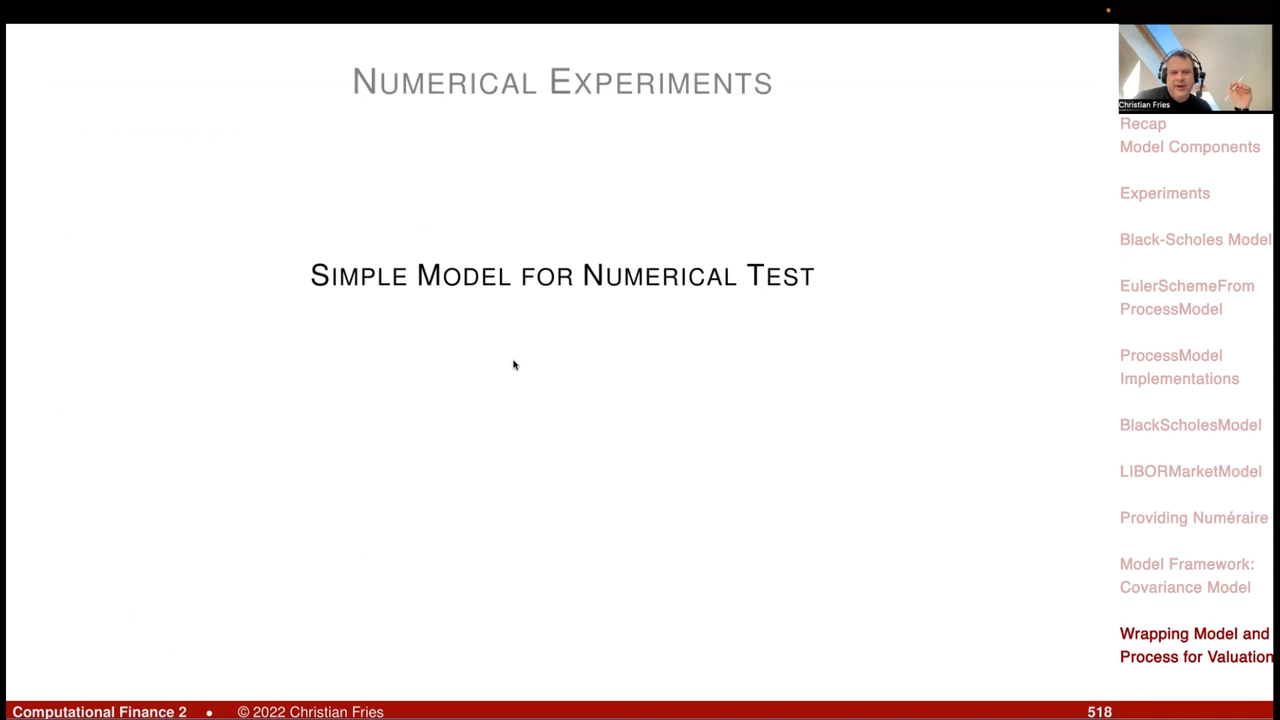 NUMERICAL EXPERIMENTS
SIMPLE MODEL FOR NUMERICAL TEST
Christian Fries
Recap
Model Components
Experiments
Black-Scholes Model
EulerSchemeFrom
ProcessModel
ProcessModel
Implementations
BlackScholesModel
LIBORMarketModel
Providing Numéraire
Model Framework:
Covariance Model
Wrapping Model and
Process for Valuation
Computational Finance 2 • © 2022 Christian Fries 518